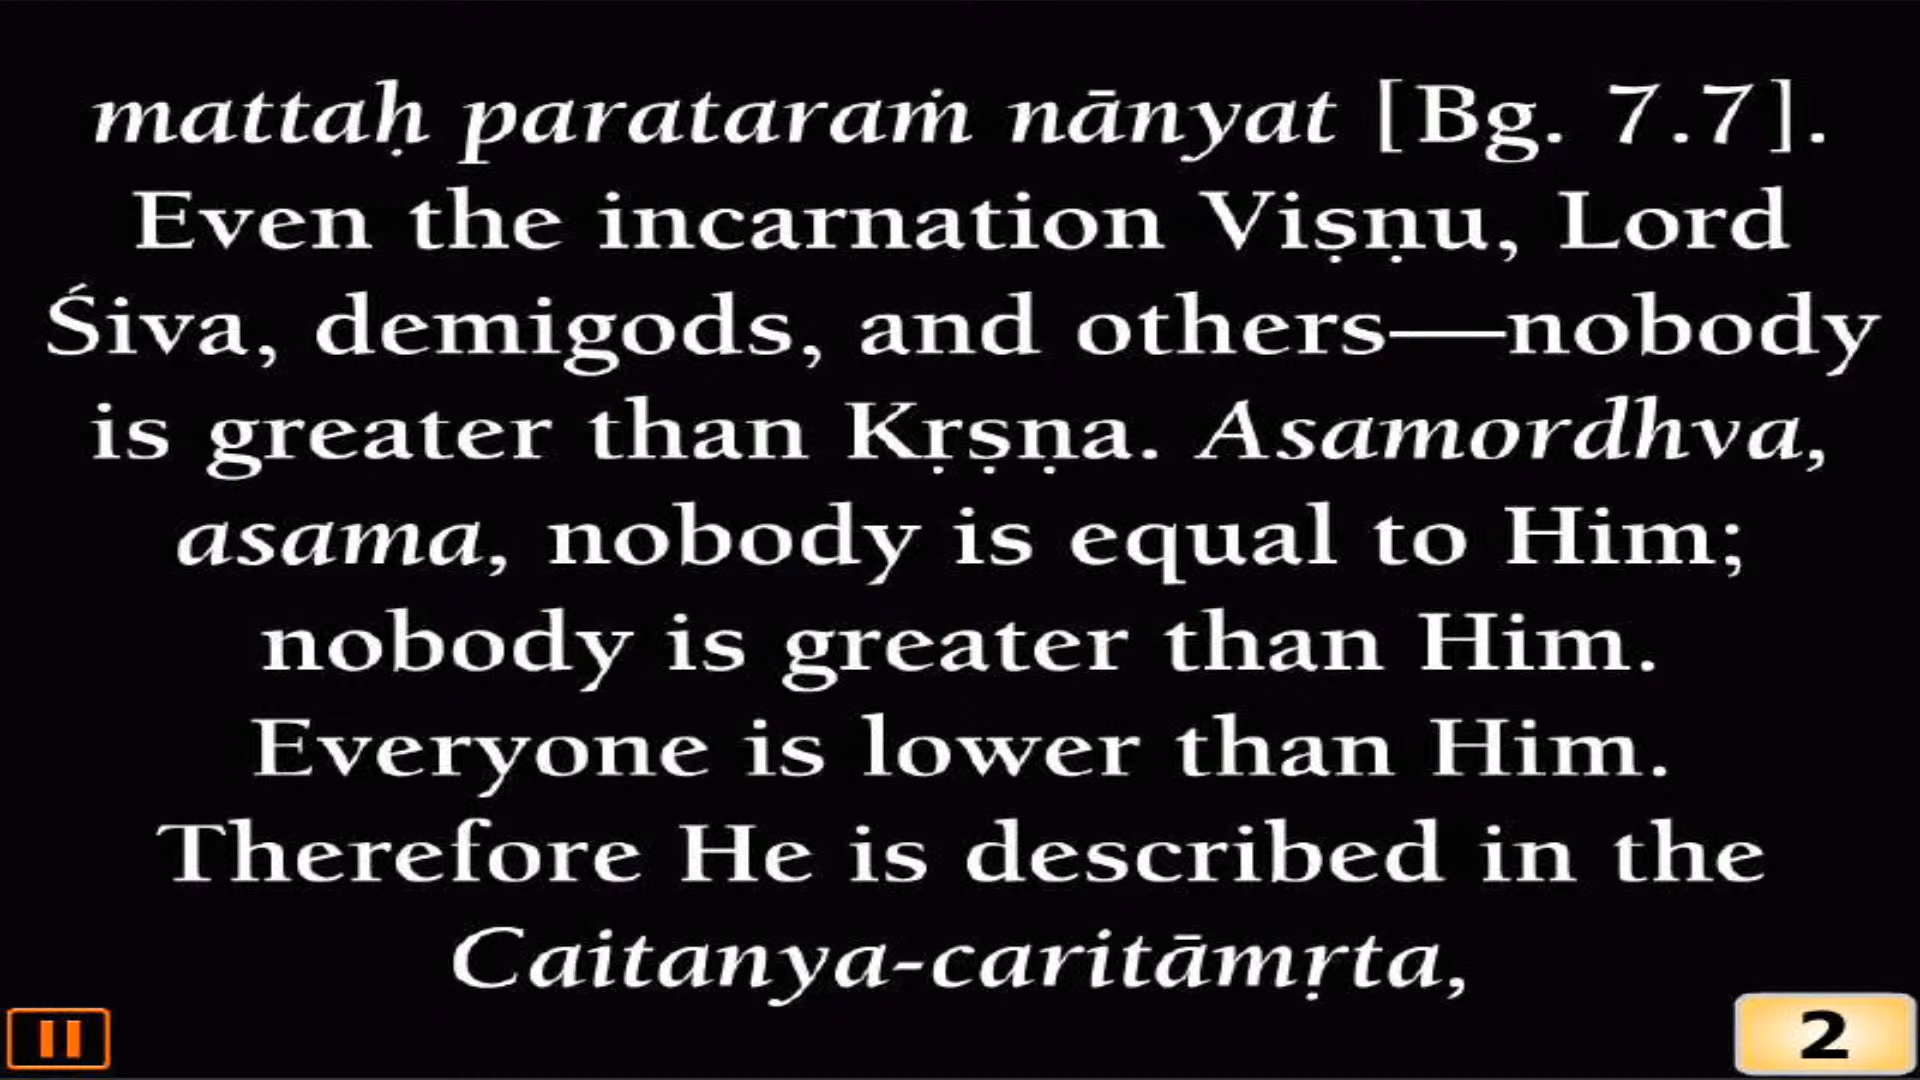 mattaḥ parataraṁ nānyat [Bg. 7.7].
Even the incarnation Viṣṇu, Lord
Śiva, demigods, and others—nobody
is greater than Kṛṣṇa. Asamordhva,
asama, nobody is equal to Him;
nobody is greater than Him.
Everyone is lower than Him.
Therefore He is described in the
Caitanya-caritāmṛta,
2